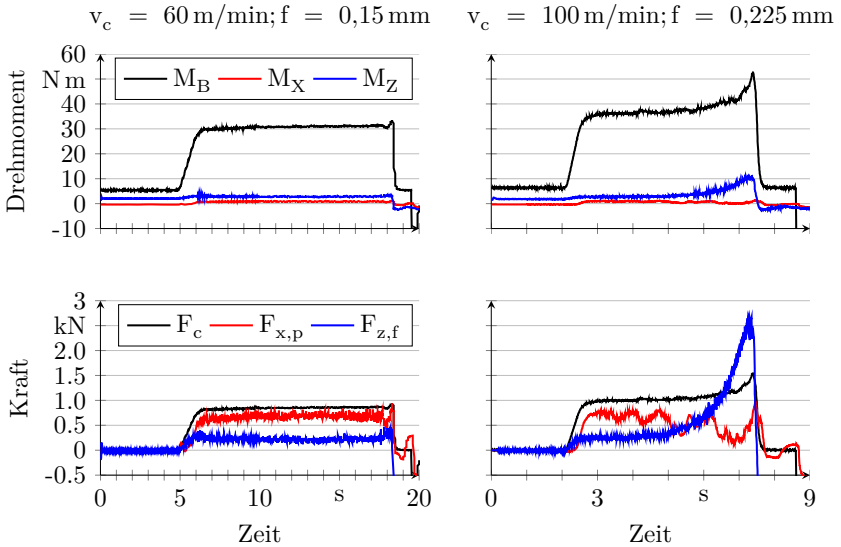 v_c = 60 m/min; f = 0,15 mm
v_c = 100 m/min; f = 0,225 mm
Drehmoment
60
N m
40
30
20
10
0
-10
M_B M_X M_Z
Kraft
3
kN
2.0
1.5
1.0
0.5
0
-0.5
F_c F_x,p F_z,f
0 5 10 s 20
Zeit
0 3 s 9
Zeit